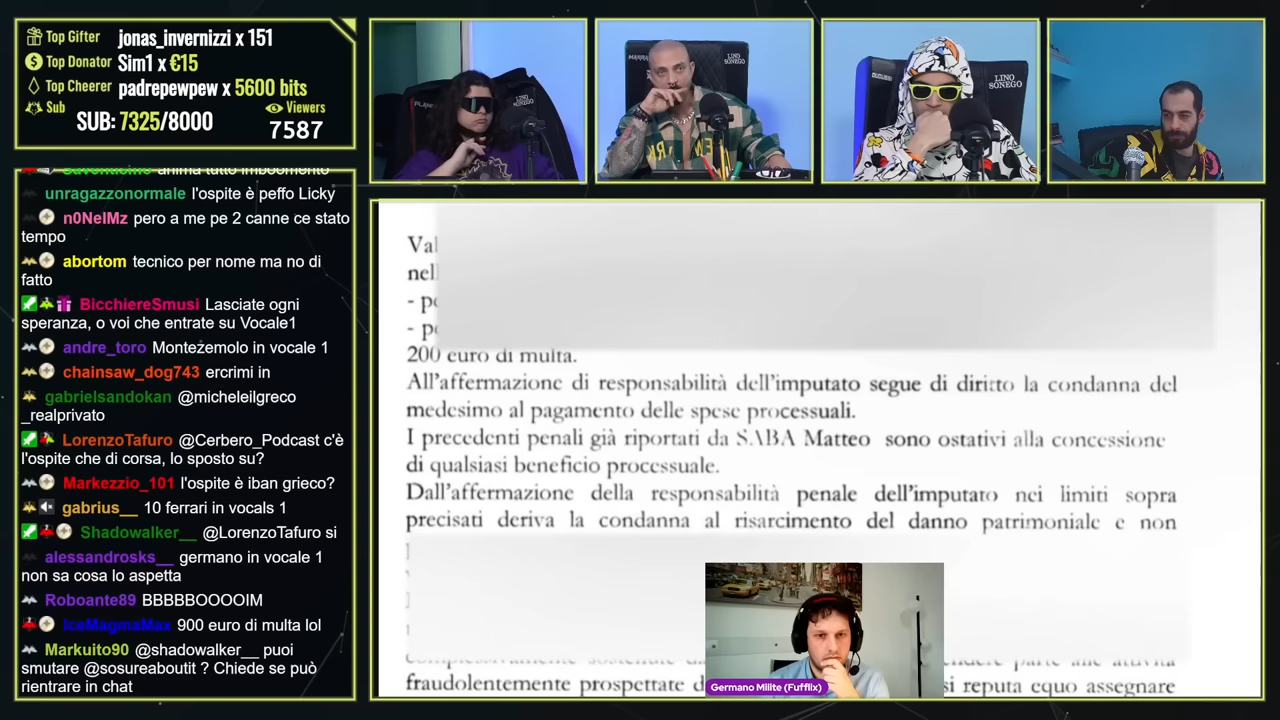 Top Gifter jonas_invernizzi x 151
Top Donator Sim1 x €15
Top Cheerer padrepewpew x 5600 bits
Sub Viewers
SUB: 7325/8000 7587
anima tutto
unragazzonormale l'ospite è peffo Licky
n0NelMz pero a me pe 2 canne ce stato
tempo
abortom tecnico per nome ma no di
fatto
BicchiereSmusi Lasciate ogni
speranza, o voi che entrate su Vocale1
andre_toro Montezemolo in vocale 1
chainsaw_dog743 ercrimi in
gabrielsandokan @micheleilgreco
_realprivato
LorenzoTafuro @Cerbero_Podcast c'è
l'ospite che di corsa, lo sposto su?
Markezzio_101 l'ospite è iban grieco?
gabrius__ 10 ferrari in vocals 1
Shadowalker__ @LorenzoTafuro si
alessandrosks__ germano in vocale 1
non sa cosa lo aspetta
Roboante89 BBBBBOOOOIM
IceMagmaMax 900 euro di multa lol
Markuito90 @shadowalker__ puoi
smutare @sosureaboutit ? Chiede se può
rientrare in chat
LINO SONEGO
LINO SONEGO
LINO SONEGO
Val
nell
- po
- po
200 euro di multa.
All'affermazione di responsabilità dell'imputato segue di diritto la condanna del
medesimo al pagamento delle spese processuali.
I precedenti penali già riportati da SABA Matteo sono ostativi alla concessione
di qualsiasi beneficio processuale.
Dall'affermazione della responsabilità penale dell'imputato nei limiti sopra
precisati deriva la condanna al risarcimento del danno patrimoniale e non
fraudolentemente prospettate d si reputa equo assegnare
Germano Milite (Fufflix)